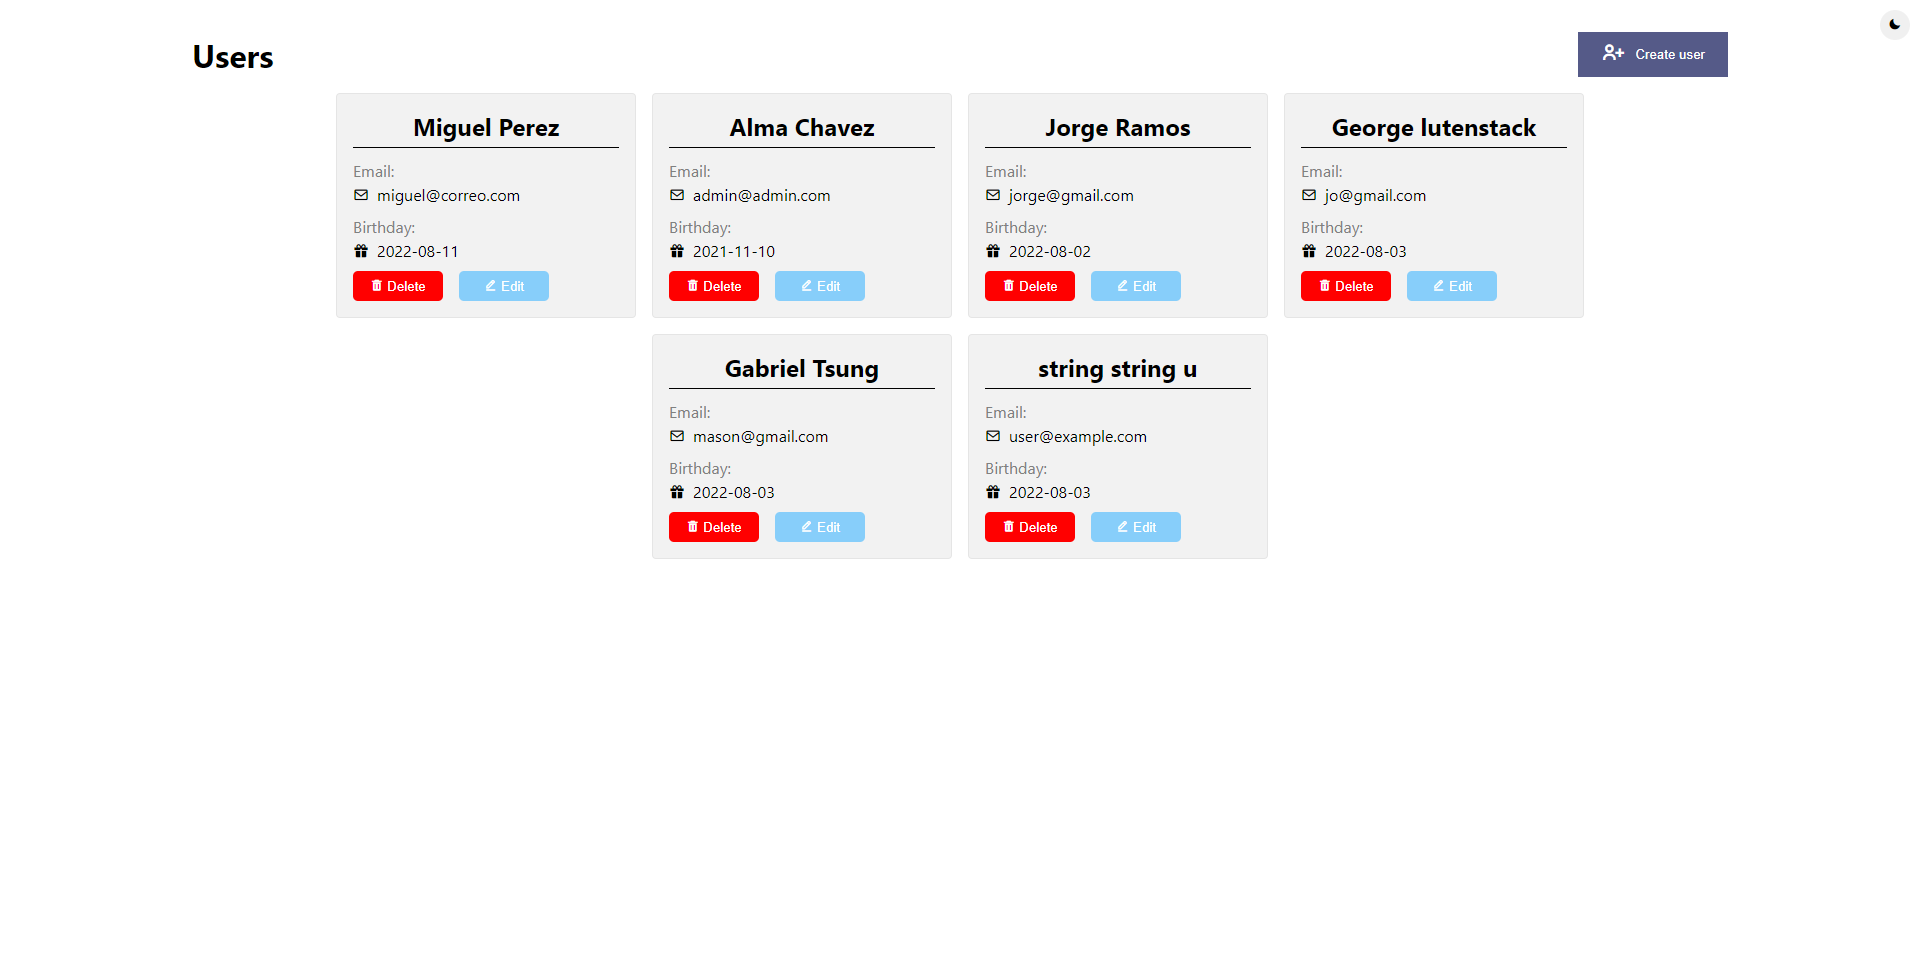 Users
Create user
Miguel Perez
Email:
miguel@correo.com
Birthday:
2022-08-11
Delete
Edit
Alma Chavez
Email:
admin@admin.com
Birthday:
2021-11-10
Delete
Edit
Jorge Ramos
Email:
jorge@gmail.com
Birthday:
2022-08-02
Delete
Edit
George lutenstack
Email:
jo@gmail.com
Birthday:
2022-08-03
Delete
Edit
Gabriel Tsung
Email:
mason@gmail.com
Birthday:
2022-08-03
Delete
Edit
string string u
Email:
user@example.com
Birthday:
2022-08-03
Delete
Edit